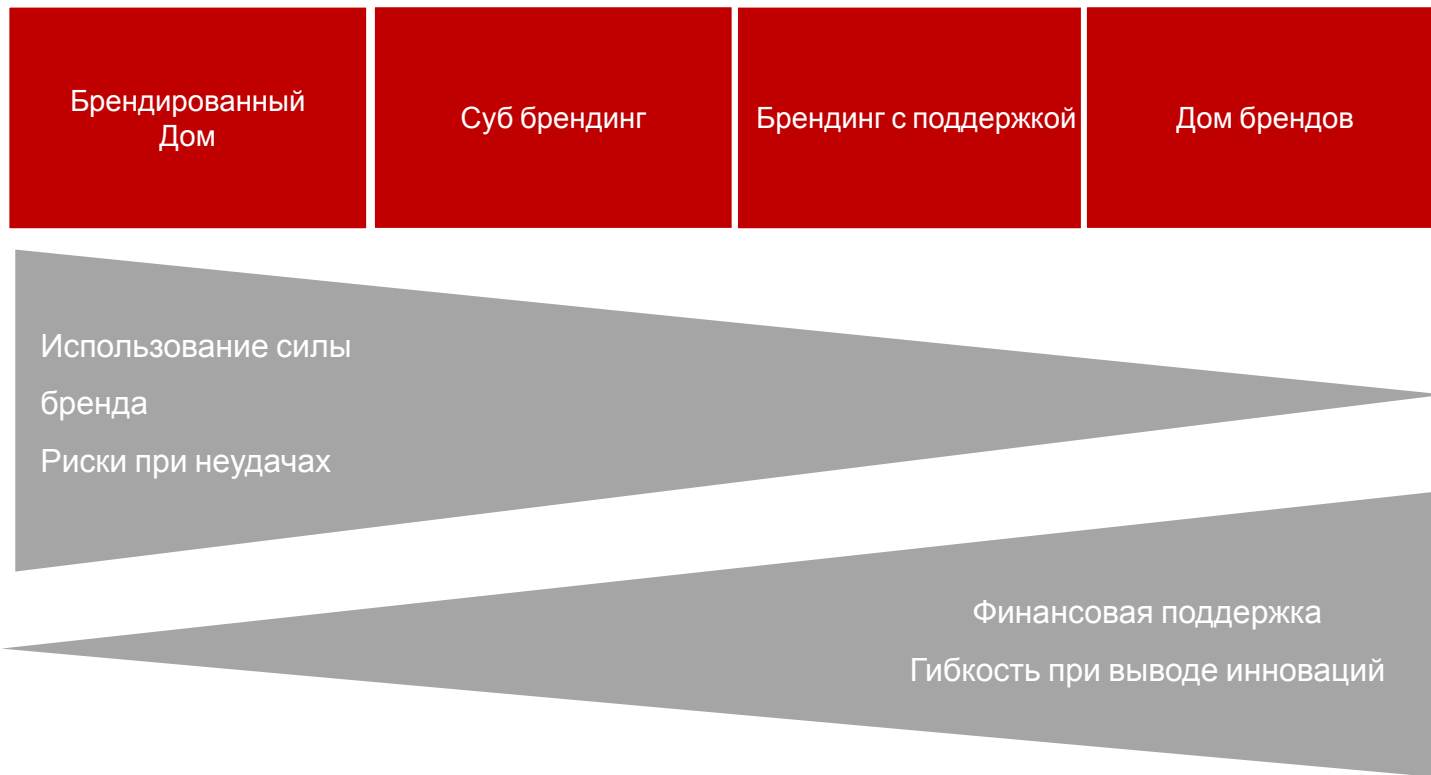 Брендированный
Дом
Суб брендинг
Брендинг с поддержкой
Дом брендов
Использование силы
бренда
Риски при неудачах
Финансовая поддержка
Гибкость при выводе инноваций